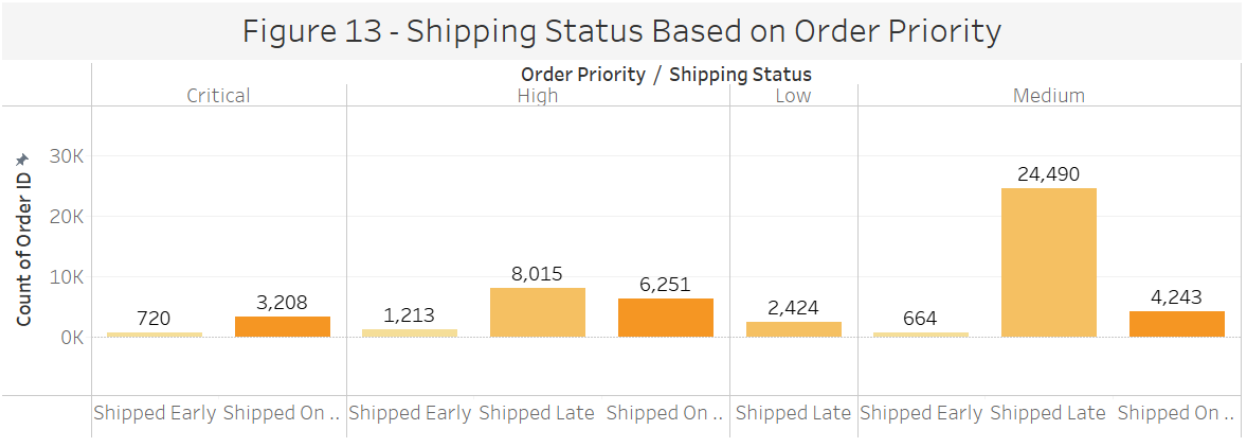 Figure 13 - Shipping Status Based on Order Priority
Order Priority / Shipping Status
Critical High Low Medium
Count of Order ID
30K
20K
10K
0K
720 3,208 1,213 8,015 6,251 2,424 664 24,490 4,243
Shipped Early Shipped On .. Shipped Early Shipped Late Shipped On .. Shipped Late Shipped Early Shipped Late Shipped On ..